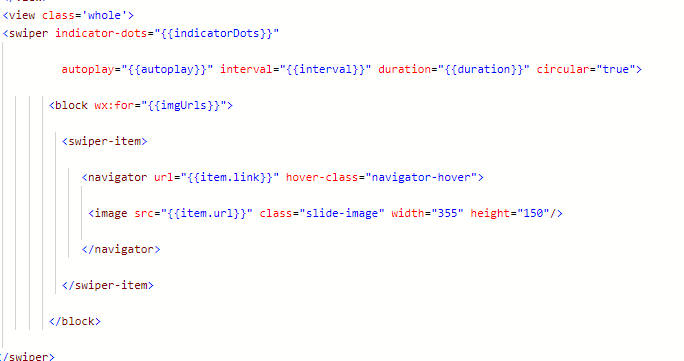 <view class='whole'>
<swiper indicator-dots="{{indicatorDots}}"
autoplay="{{autoplay}}" interval="{{interval}}" duration="{{duration}}" circular="true">
<block wx:for="{{imgUrls}}">
<swiper-item>
<navigator url="{{item.link}}" hover-class="navigator-hover">
<image src="{{item.url}}" class="slide-image" width="355" height="150"/>
</navigator>
</swiper-item>
</block>
</swiper>